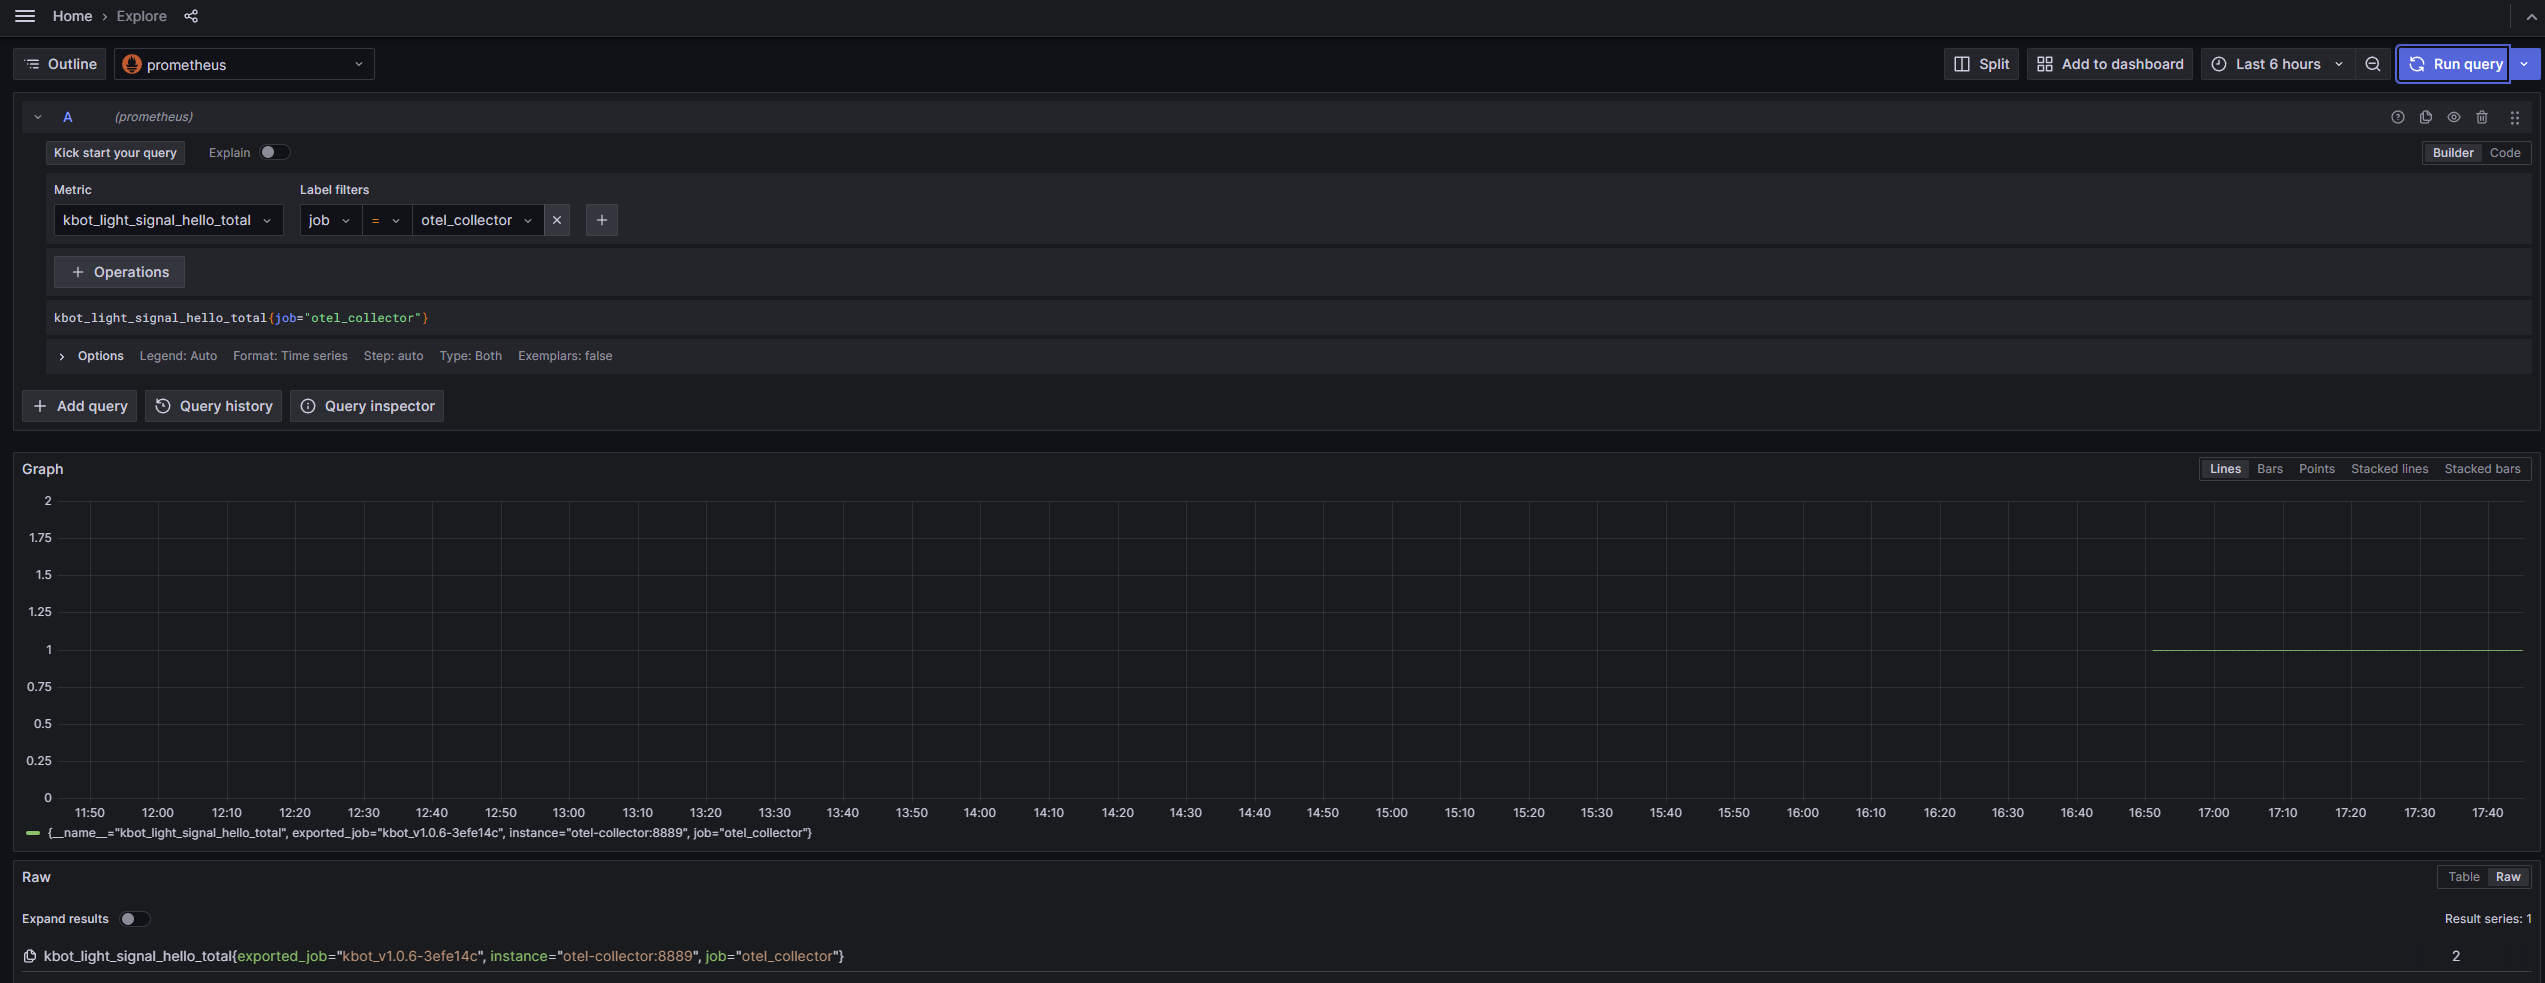 Home › Explore
Outline prometheus Split Add to dashboard Last 6 hours Run query
A (prometheus)
Kick start your query Explain Builder Code
Metric Label filters
kbot_light_signal_hello_total job = otel_collector
+ Operations
kbot_light_signal_hello_total{job="otel_collector"}
Options Legend: Auto Format: Time series Step: auto Type: Both Exemplars: false
+ Add query Query history Query inspector
Graph Lines Bars Points Stacked lines Stacked bars
2
1.75
1.5
1.25
1
0.75
0.5
0.25
0
11:50 12:00 12:10 12:20 12:30 12:40 12:50 13:00 13:10 13:20 13:30 13:40 13:50 14:00 14:10 14:20 14:30 14:40 14:50 15:00 15:10 15:20 15:30 15:40 15:50 16:00 16:10 16:20 16:30 16:40 16:50 17:00 17:10 17:20 17:30 17:40
{__name__="kbot_light_signal_hello_total", exported_job="kbot_v1.0.6-3efe14c", instance="otel-collector:8889", job="otel_collector"}
Raw Table Raw
Expand results Result series: 1
kbot_light_signal_hello_total{exported_job="kbot_v1.0.6-3efe14c", instance="otel-collector:8889", job="otel_collector"} 2